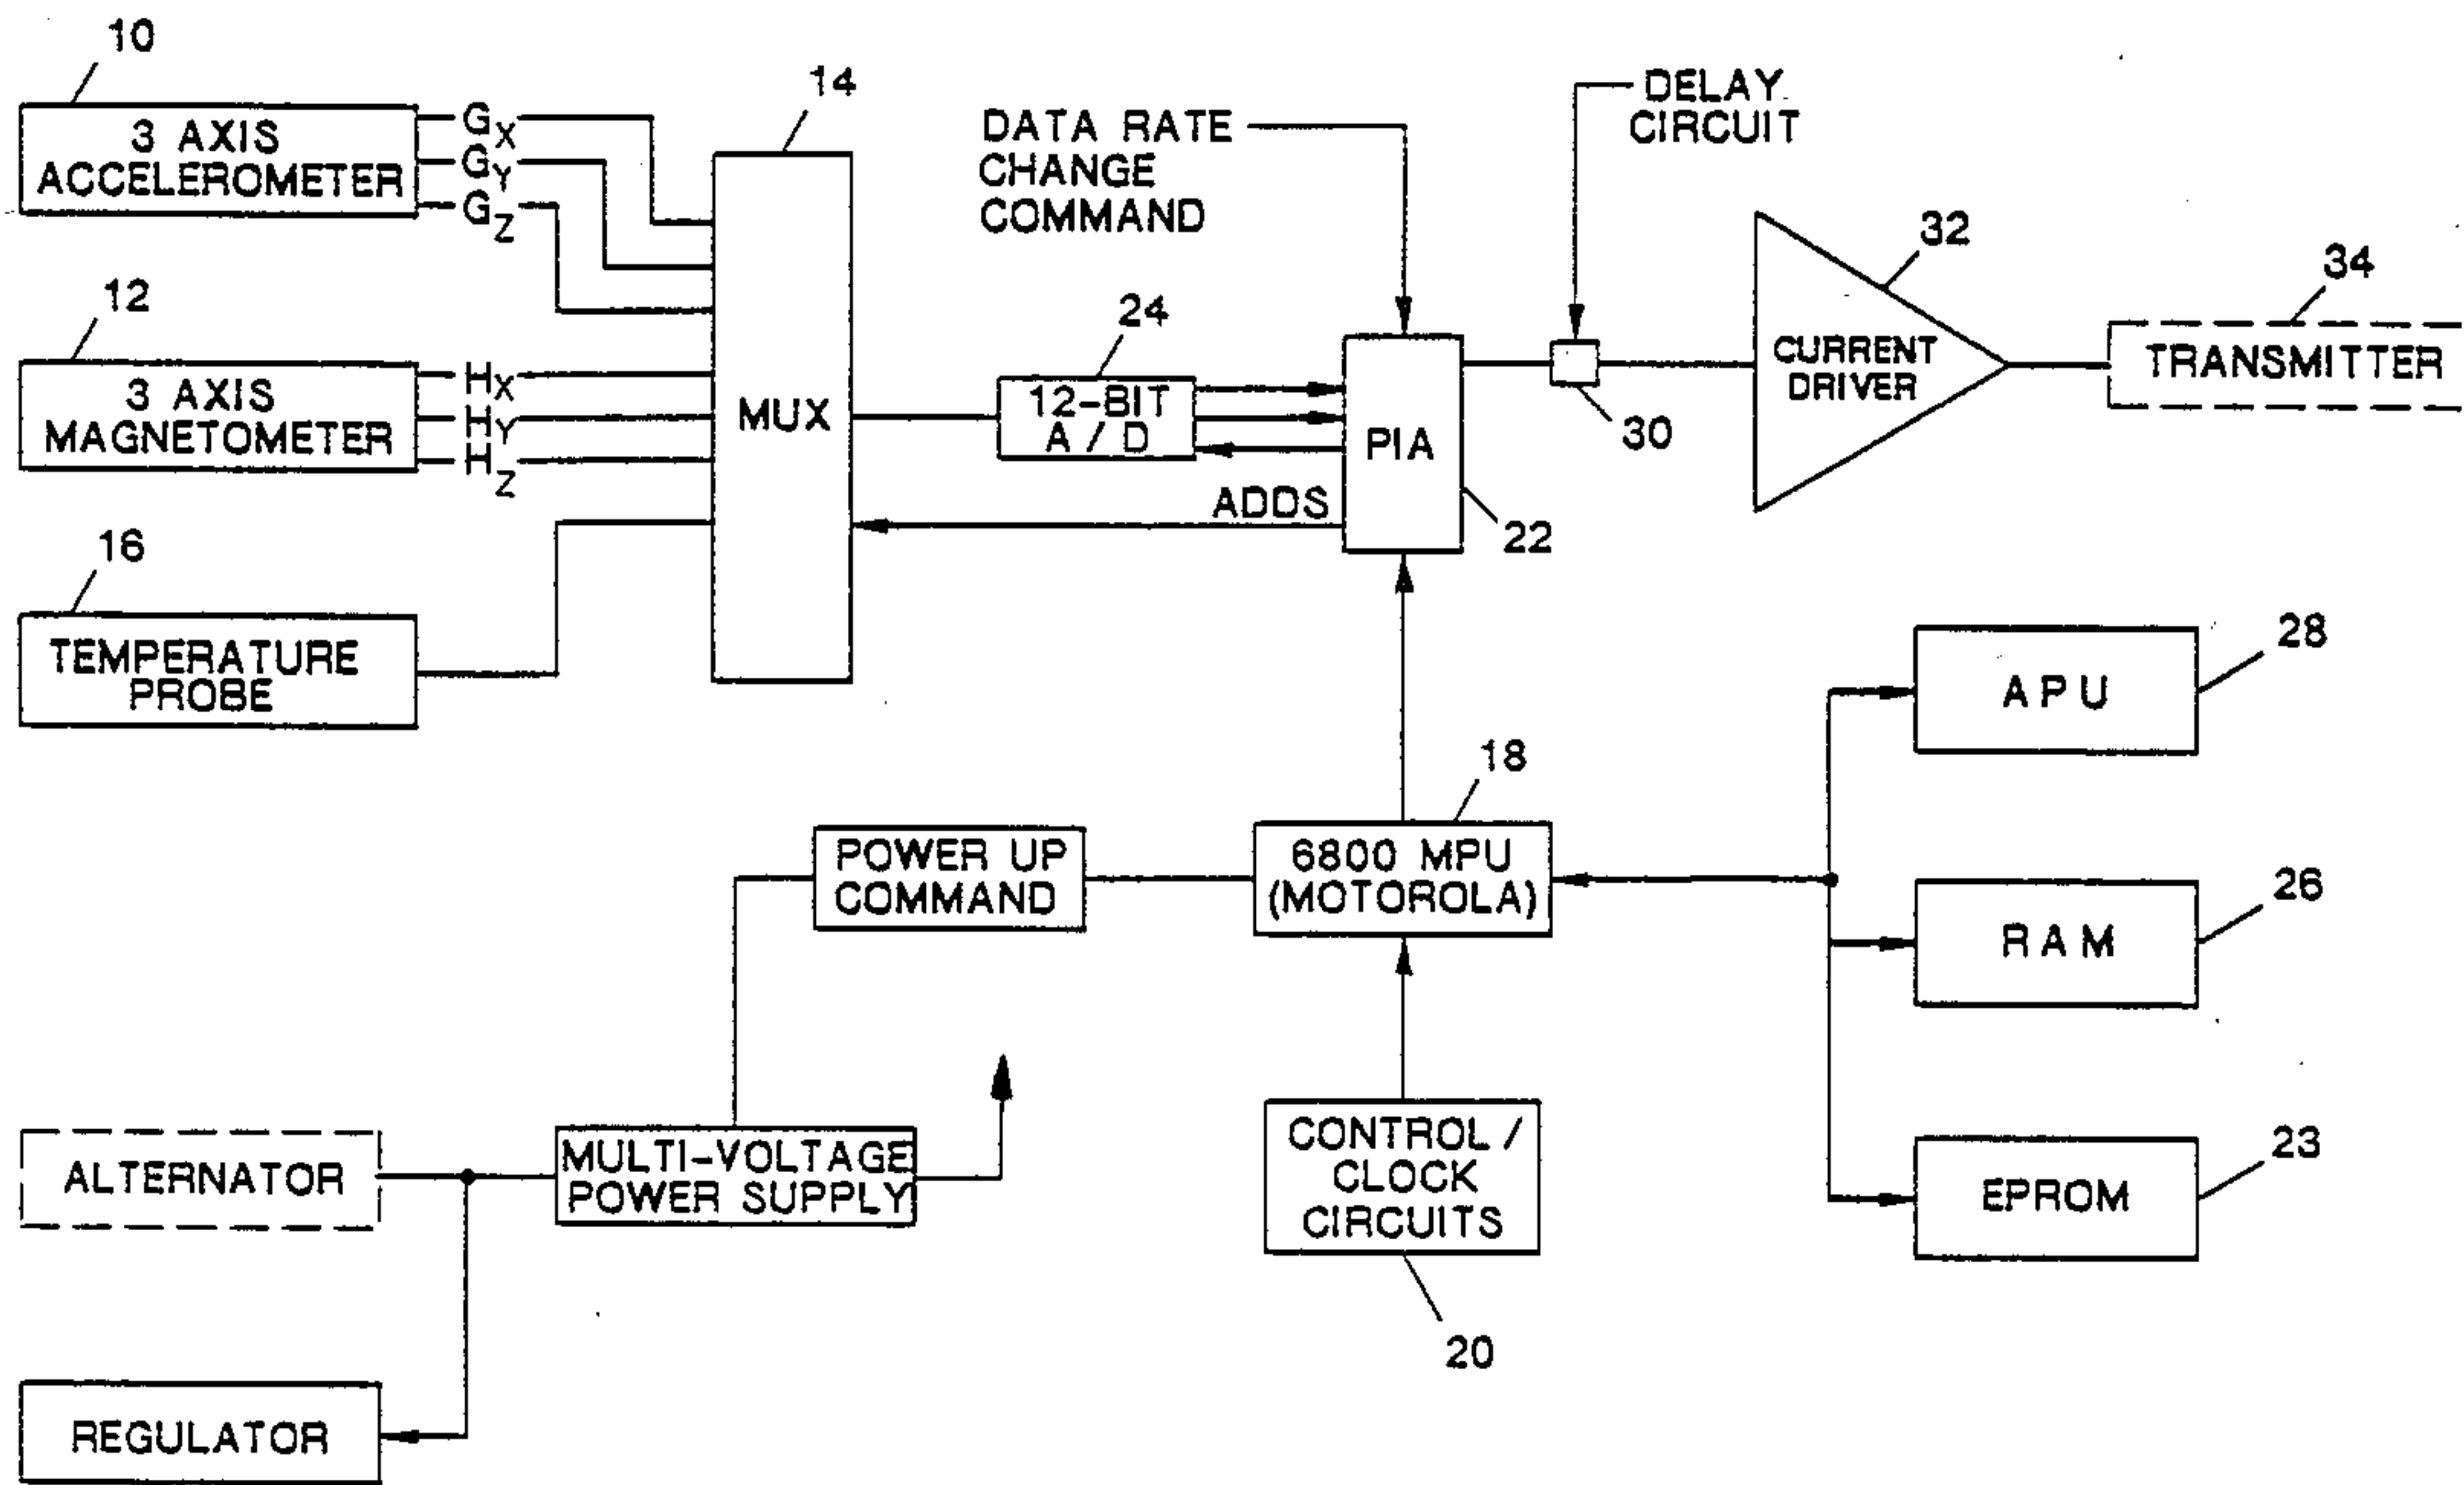 10
3 AXIS
ACCELEROMETER
GX
GY
GZ
12
3 AXIS
MAGNETOMETER
HX
HY
HZ
16
TEMPERATURE
PROBE
14
MUX
DATA RATE
CHANGE
COMMAND
24
12-BIT
A / D
ADDS
PIA
22
DELAY
CIRCUIT
30
32
CURRENT
DRIVER
34
TRANSMITTER
18
6800 MPU
(MOTOROLA)
POWER UP
COMMAND
28
APU
26
RAM
23
EPROM
CONTROL /
CLOCK
CIRCUITS
20
ALTERNATOR
MULTI-VOLTAGE
POWER SUPPLY
REGULATOR